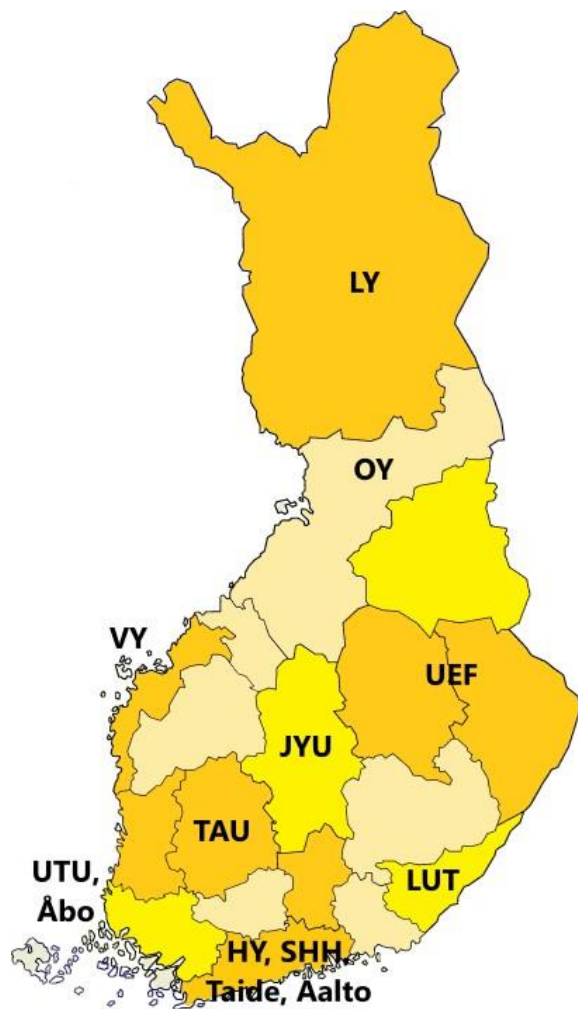 LY
OY
VY
UEF
JYU
TAU
UTU,
Åbo
LUT
HY, SHH,
Taide, Aalto